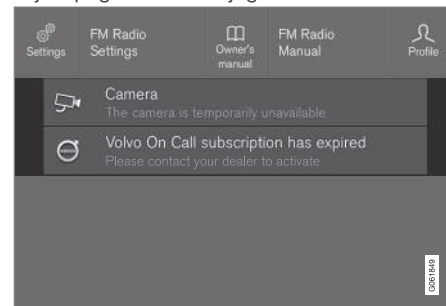 Settings
FM Radio
Settings
Owner's
manual
FM Radio
Manual
Profile
Camera
The camera is temporarily unavailable
Volvo On Call subscription has expired
Please contact your dealer to activate
G061849